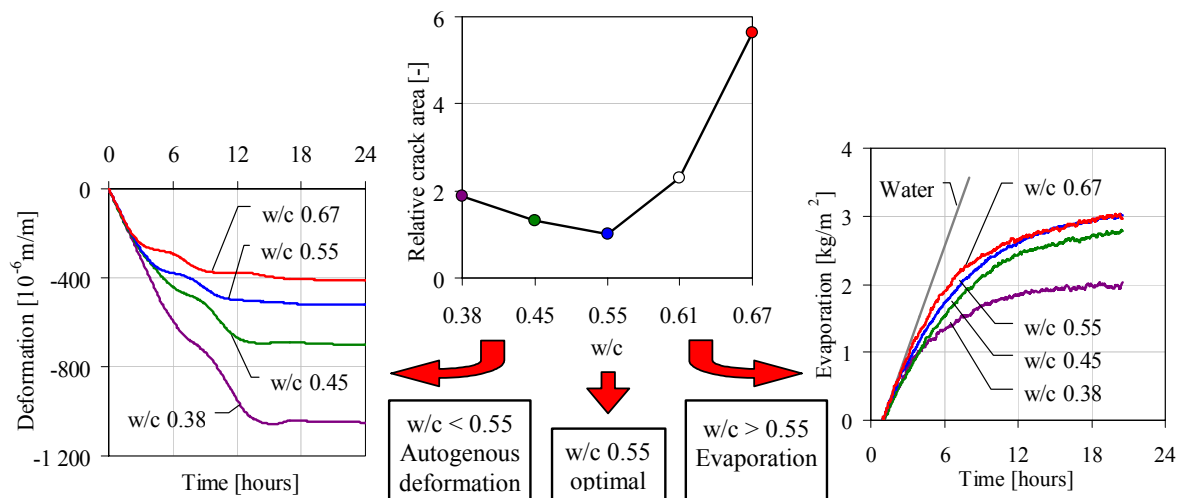 0 6 12 18 24
0
-400
-800
-1 200
Deformation [10-6m/m]
w/c 0.67
w/c 0.55
w/c 0.45
w/c 0.38
Time [hours]
6
4
2
0
Relative crack area [-]
0.38 0.45 0.55 0.61 0.67
w/c
w/c < 0.55
Autogenous
deformation
w/c 0.55
optimal
w/c > 0.55
Evaporation
4
3
2
1
0
Evaporation [kg/m2]
Water
w/c 0.67
w/c 0.55
w/c 0.45
w/c 0.38
0 6 12 18 24
Time [hours]